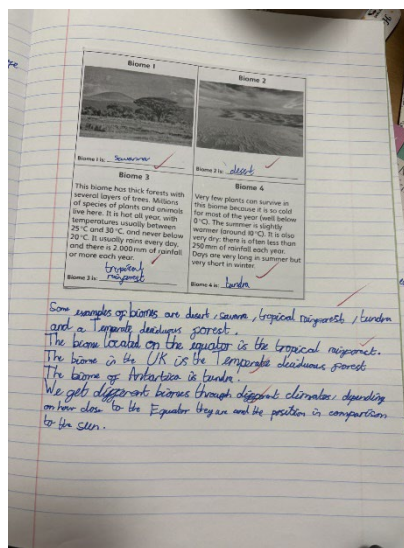 Biome 1
Biome 2
Biome 1 is: savanna
Biome 2 is: desert
Biome 3
This biome has thick forests with
several layers of trees. Millions
of species of plants and animals
live here. It is hot all year, with
temperatures usually between
25°C and 30°C, and never below
20°C. It usually rains every day,
and there is 2 000 mm of rainfall
or more each year.
Biome 3 is: tropical
rainforest
Biome 4
Very few plants can survive in
this biome because it is so cold
for most of the year (well below
0°C). The summer is slightly
warmer (around 10°C). It is also
very dry: there is often less than
250 mm of rainfall each year.
Days are very long in summer but
very short in winter.
Biome 4 is: tundra
Some examples of biomes are desert, savanna, tropical rainforest, tundra
and a Temperate deciduous forest.
The biome located on the equator is the tropical rainforest.
The biome in the UK is the Temperate deciduous forest
The biome of Antartica is tundra.
We get different biomes through different climates, depending
on how close to the Equator they are and the position in comparison
to the sun.